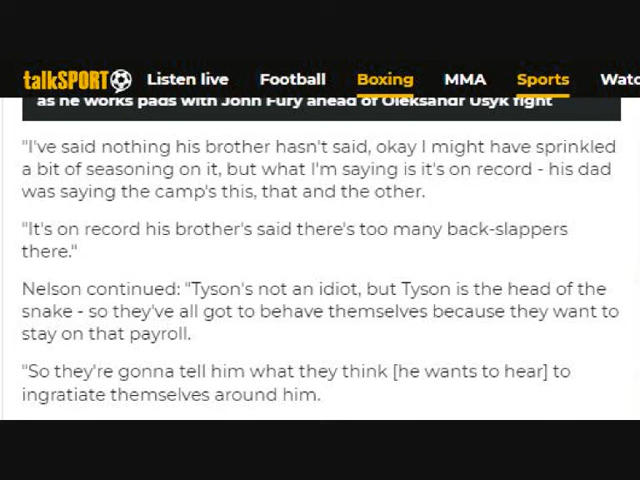 talkSPORT Listen live Football Boxing MMA Sports Watc
as he works pads with John Fury ahead of Oleksandr Usyk fight
"I've said nothing his brother hasn't said, okay I might have sprinkled
a bit of seasoning on it, but what I'm saying is it's on record - his dad
was saying the camp's this, that and the other.
"It's on record his brother's said there's too many back-slappers
there."
Nelson continued: "Tyson's not an idiot, but Tyson is the head of the
snake - so they've all got to behave themselves because they want to
stay on that payroll.
"So they're gonna tell him what they think [he wants to hear] to
ingratiate themselves around him.